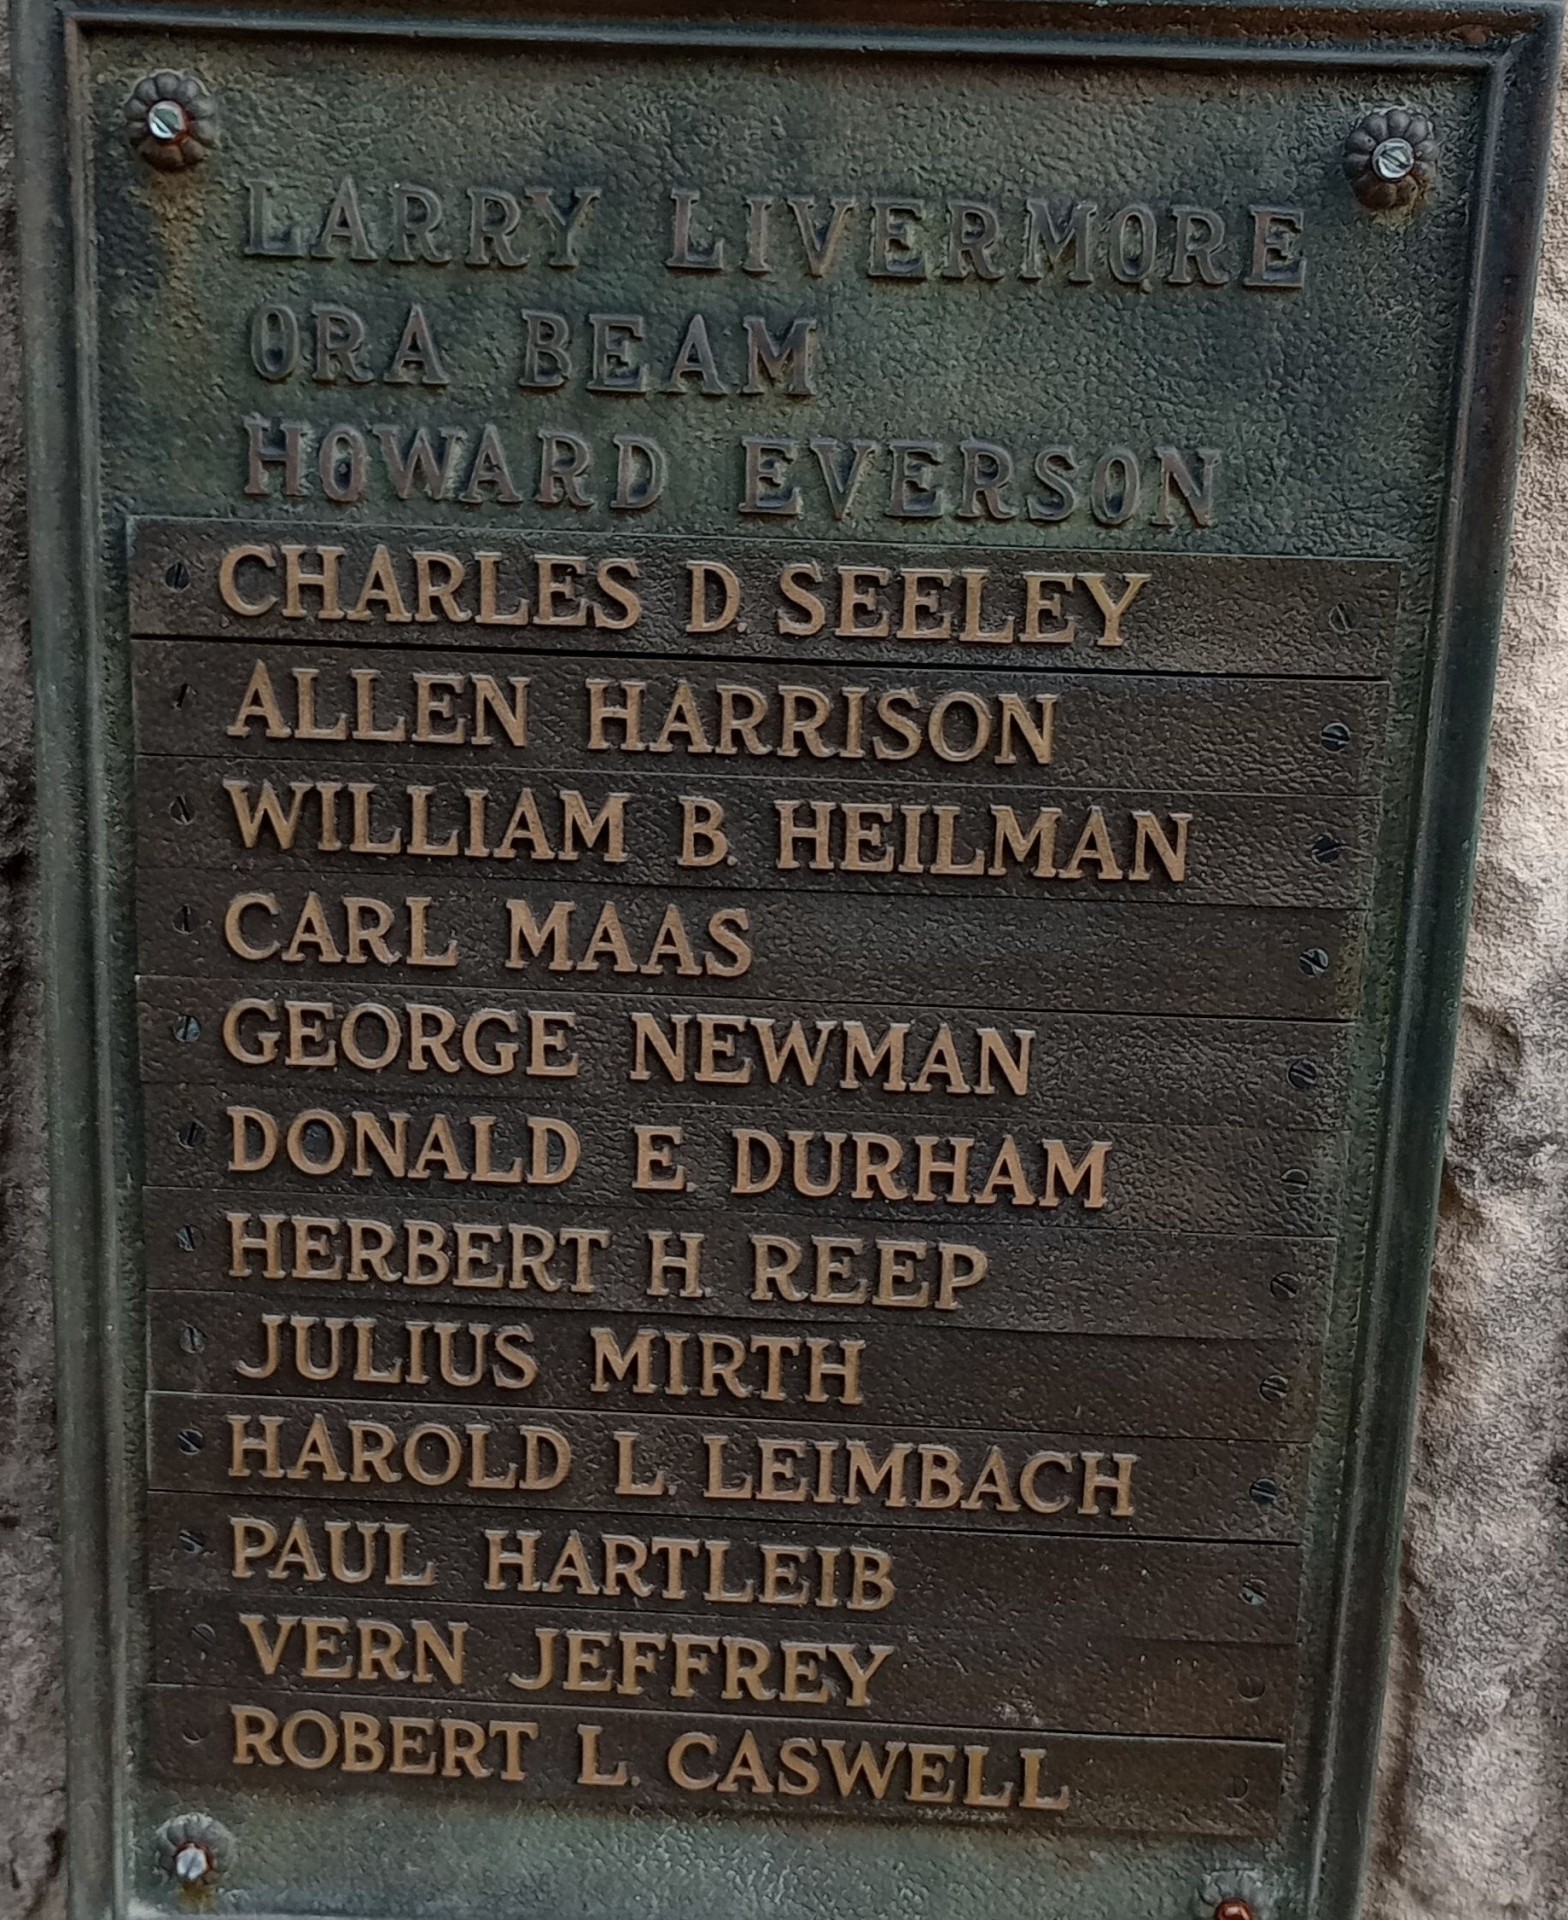 LARRY LIVERMORE
ORA BEAM
HOWARD EVERSON
CHARLES D. SEELEY
ALLEN HARRISON
WILLIAM B. HEILMAN
CARL MAAS
GEORGE NEWMAN
DONALD E. DURHAM
HERBERT H. REEP
JULIUS MIRTH
HAROLD L. LEIMBACH
PAUL HARTLEIB
VERN JEFFREY
ROBERT L. CASWELL